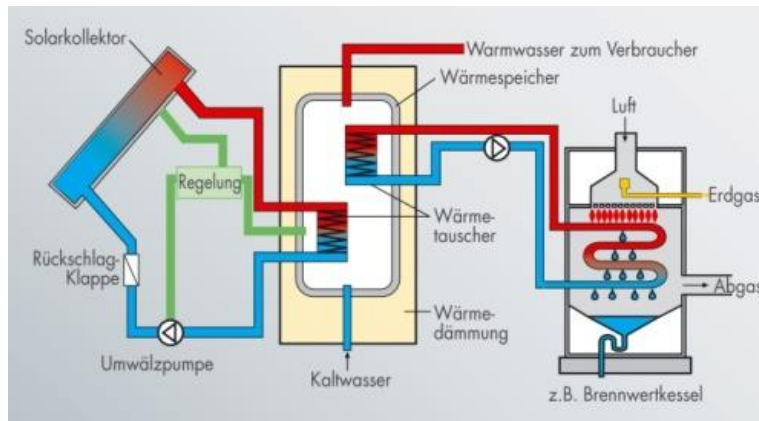 Solarkollektor
Warmwasser zum Verbraucher
Wärmespeicher
Luft
Regelung
Erdgas
Wärme-
tauscher
Rückschlag-
Klappe
Abgas
Wärme-
dämmung
Umwälzpumpe
Kaltwasser
z.B. Brennwertkessel